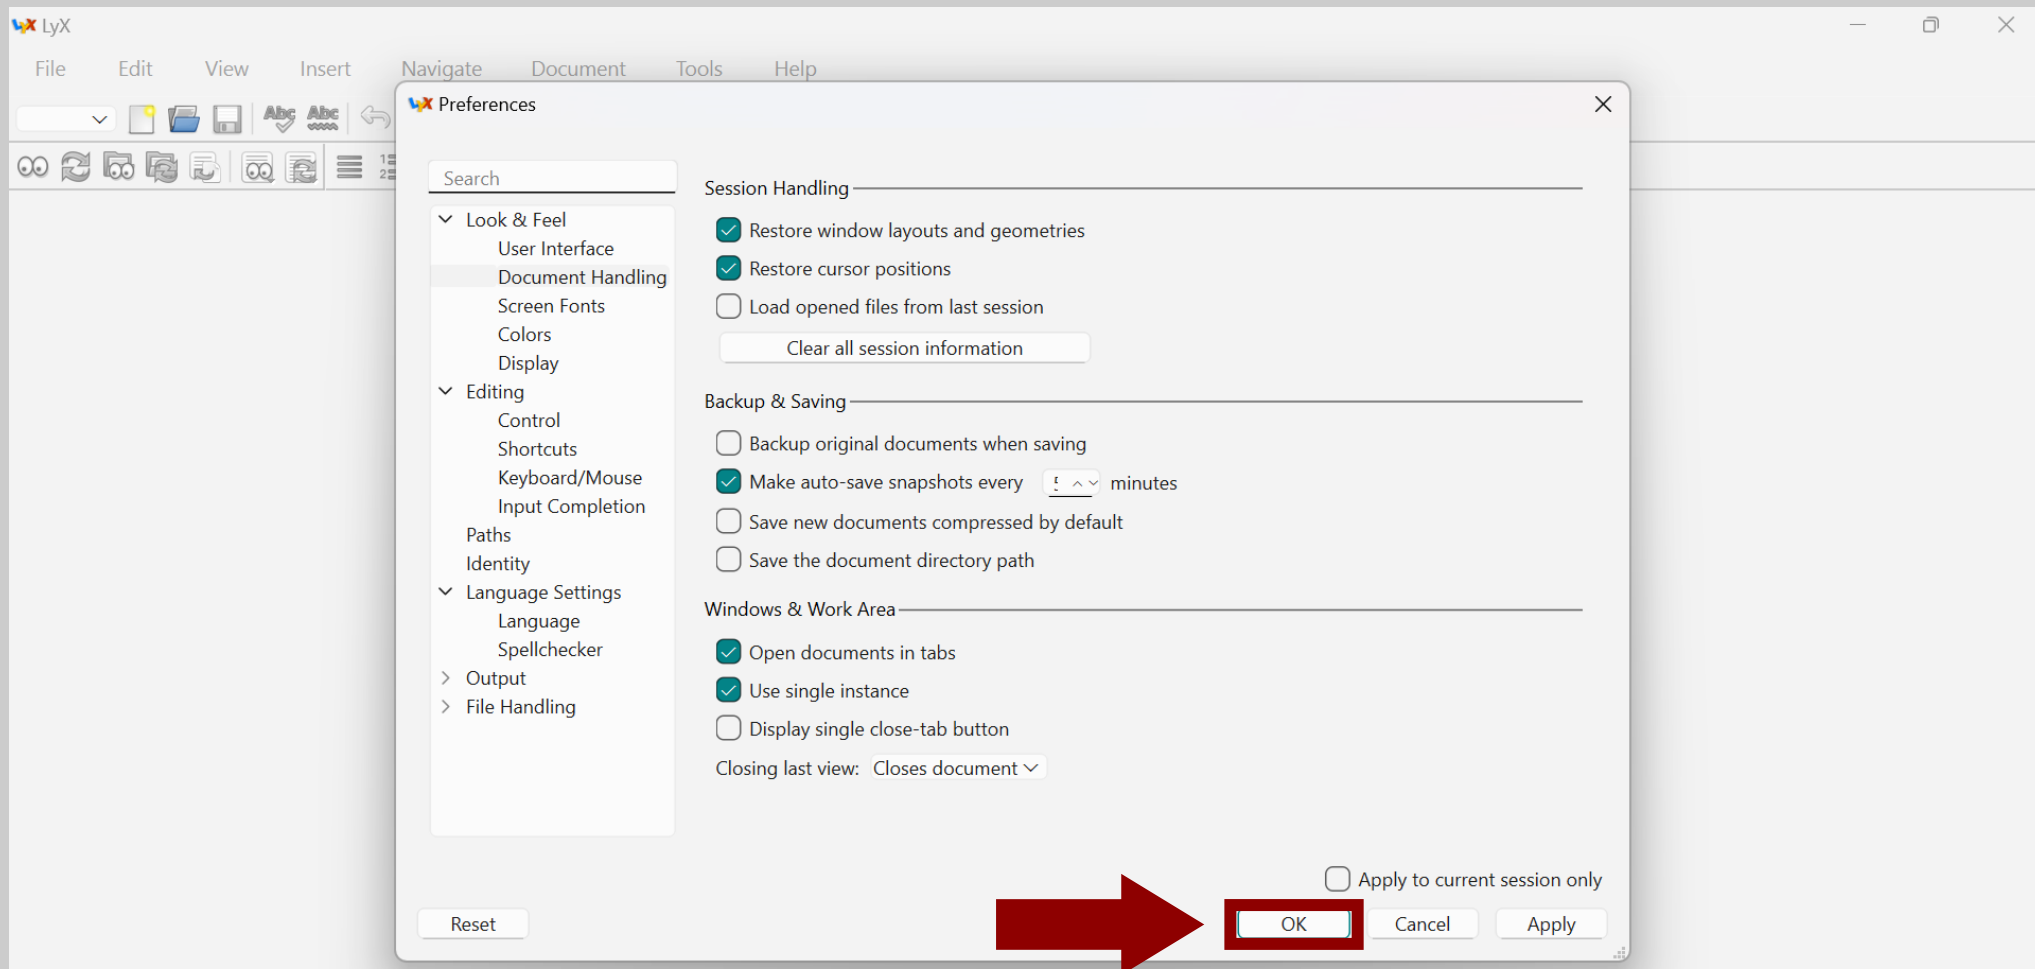 LyX
File Edit View Insert Navigate Document Tools Help
Preferences
Abc Abc
Search
Look & Feel
User Interface
Document Handling
Screen Fonts
Colors
Display
Editing
Control
Shortcuts
Keyboard/Mouse
Input Completion
Paths
Identity
Language Settings
Language
Spellchecker
Output
File Handling
Session Handling
Restore window layouts and geometries
Restore cursor positions
Load opened files from last session
Clear all session information
Backup & Saving
Backup original documents when saving
Make auto-save snapshots every minutes
Save new documents compressed by default
Save the document directory path
Windows & Work Area
Open documents in tabs
Use single instance
Display single close-tab button
Closing last view: Closes document
Apply to current session only
Reset OK Cancel Apply